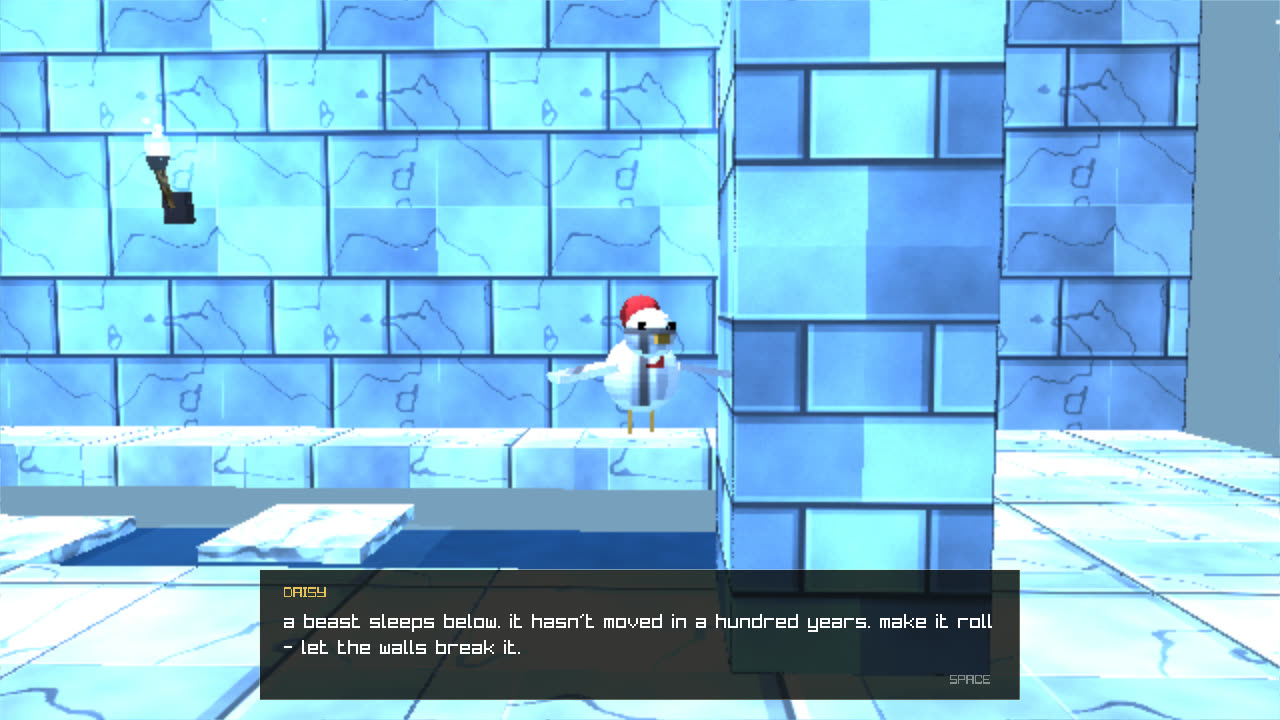 DAISY
a beast sleeps below. it hasn't moved in a hundred years. make it roll
- let the walls break it.
SPACE